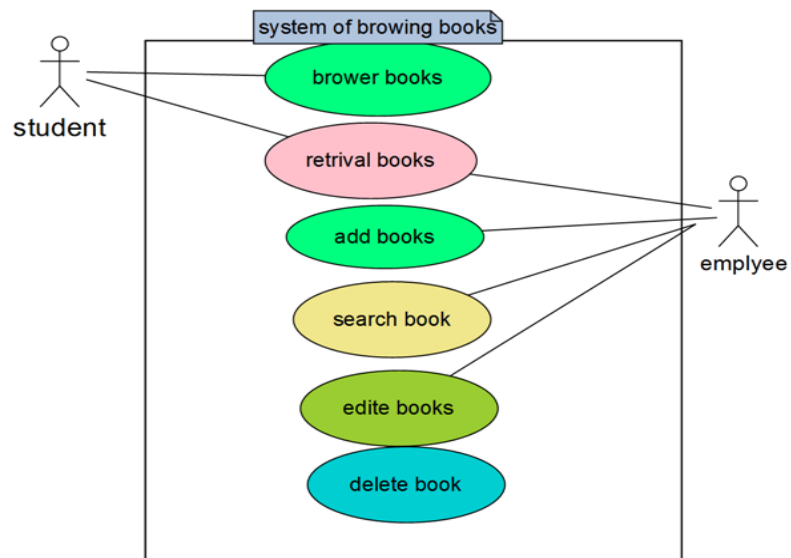 system of browing books
brower books
student
retrival books
add books
emplyee
search book
edite books
delete book